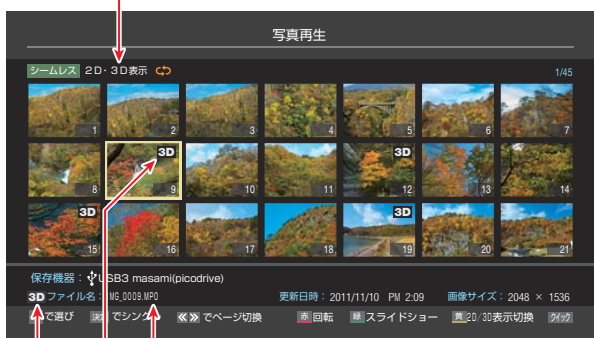 写真再生
シームレス 2D・3D表示 1/45
1 2 3 4 5 6 7
3D 3D
8 9 10 11 12 13 14
3D 3D
15 16 17 18 19 20 21
保存機器： USB3 masami(picodrive)
3D ファイル名： IMG_0009.MPO 更新日時： 2011/11/10 PM 2:09 画像サイズ： 2048 × 1536
で選び 決定 でシング でページ切換 赤 回転 緑 スライドショー 黄 2D/3D表示切換 クイック